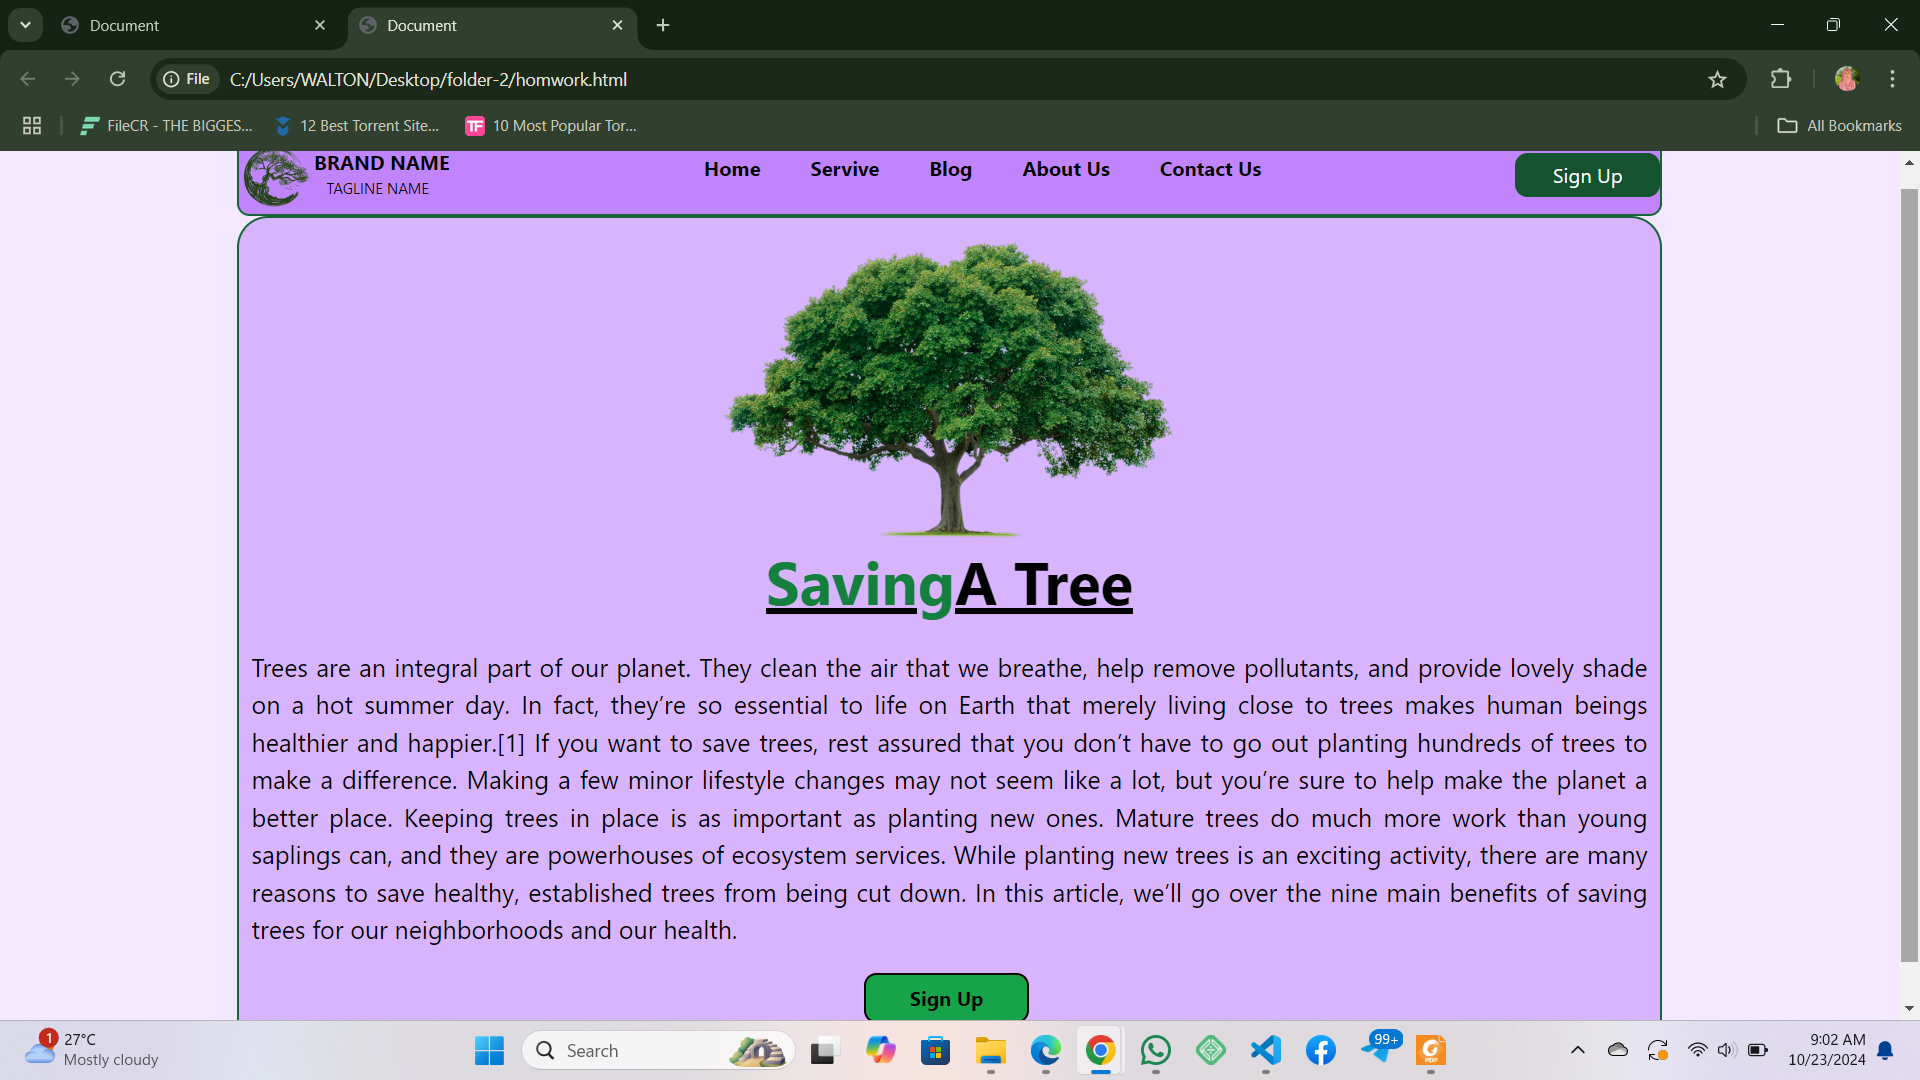 Document
Document
File
C:/Users/WALTON/Desktop/folder-2/homwork.html
FileCR - THE BIGGES...
12 Best Torrent Site...
TF
10 Most Popular Tor...
All Bookmarks
BRAND NAME
TAGLINE NAME
Home
Servive
Blog
About Us
Contact Us
Sign Up
SavingA Tree
Trees are an integral part of our planet. They clean the air that we breathe, help remove pollutants, and provide lovely shade
on a hot summer day. In fact, they’re so essential to life on Earth that merely living close to trees makes human beings
healthier and happier.[1] If you want to save trees, rest assured that you don’t have to go out planting hundreds of trees to
make a difference. Making a few minor lifestyle changes may not seem like a lot, but you’re sure to help make the planet a
better place. Keeping trees in place is as important as planting new ones. Mature trees do much more work than young
saplings can, and they are powerhouses of ecosystem services. While planting new trees is an exciting activity, there are many
reasons to save healthy, established trees from being cut down. In this article, we’ll go over the nine main benefits of saving
trees for our neighborhoods and our health.
Sign Up
1
27°C
Mostly cloudy
Search
99+
PDF
9:02 AM
10/23/2024